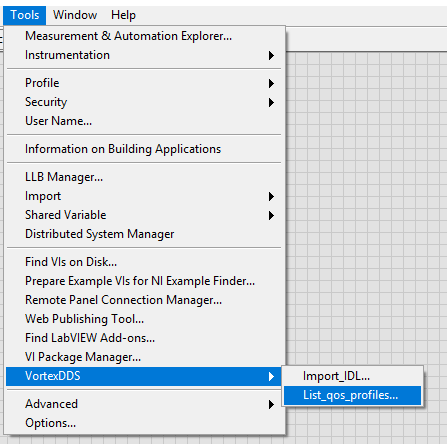 Tools Window Help
Measurement & Automation Explorer...
Instrumentation
Profile
Security
User Name...
Information on Building Applications
LLB Manager...
Import
Shared Variable
Distributed System Manager
Find VIs on Disk...
Prepare Example VIs for NI Example Finder...
Remote Panel Connection Manager...
Web Publishing Tool...
Find LabVIEW Add-ons...
VI Package Manager...
VortexDDS
Import_IDL...
List_qos_profiles...
Advanced
Options...